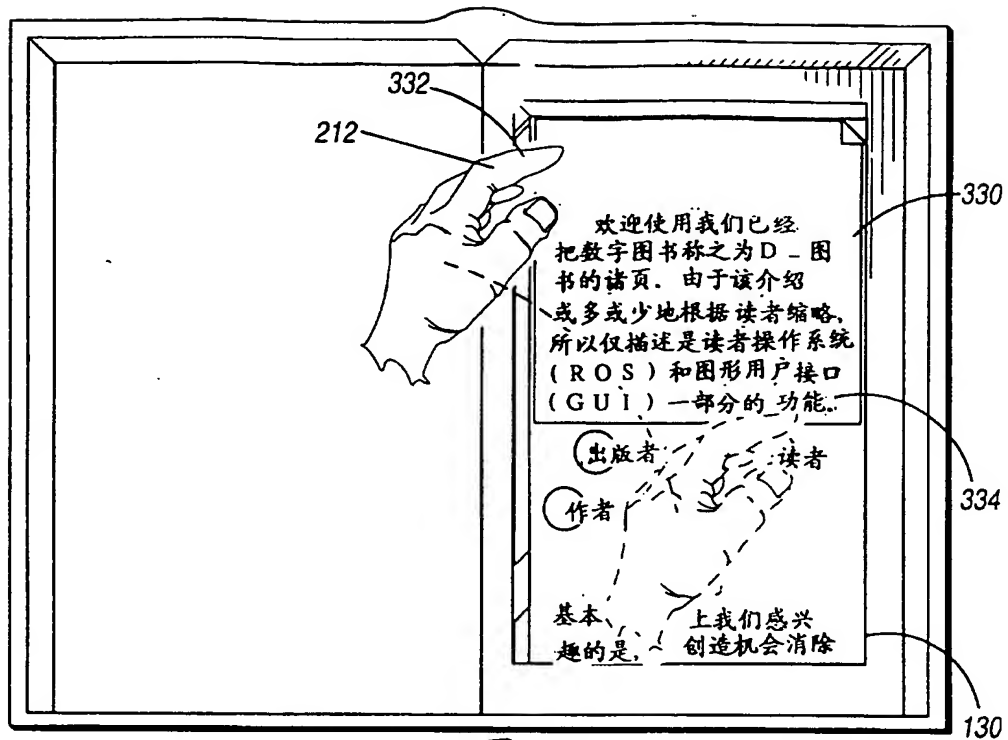 332
212
330
欢迎使用我们已经
把数字图书称之为D-图
书的诸页. 由于该介绍
或多或少地根据读者缩略,
所以仅描述是读者操作系统
(ROS)和图形用户接口
(GUI)一部分的功能.
出版者 读者
334
作者
基本 上我们感兴
趣的是, 创造机会消除
130